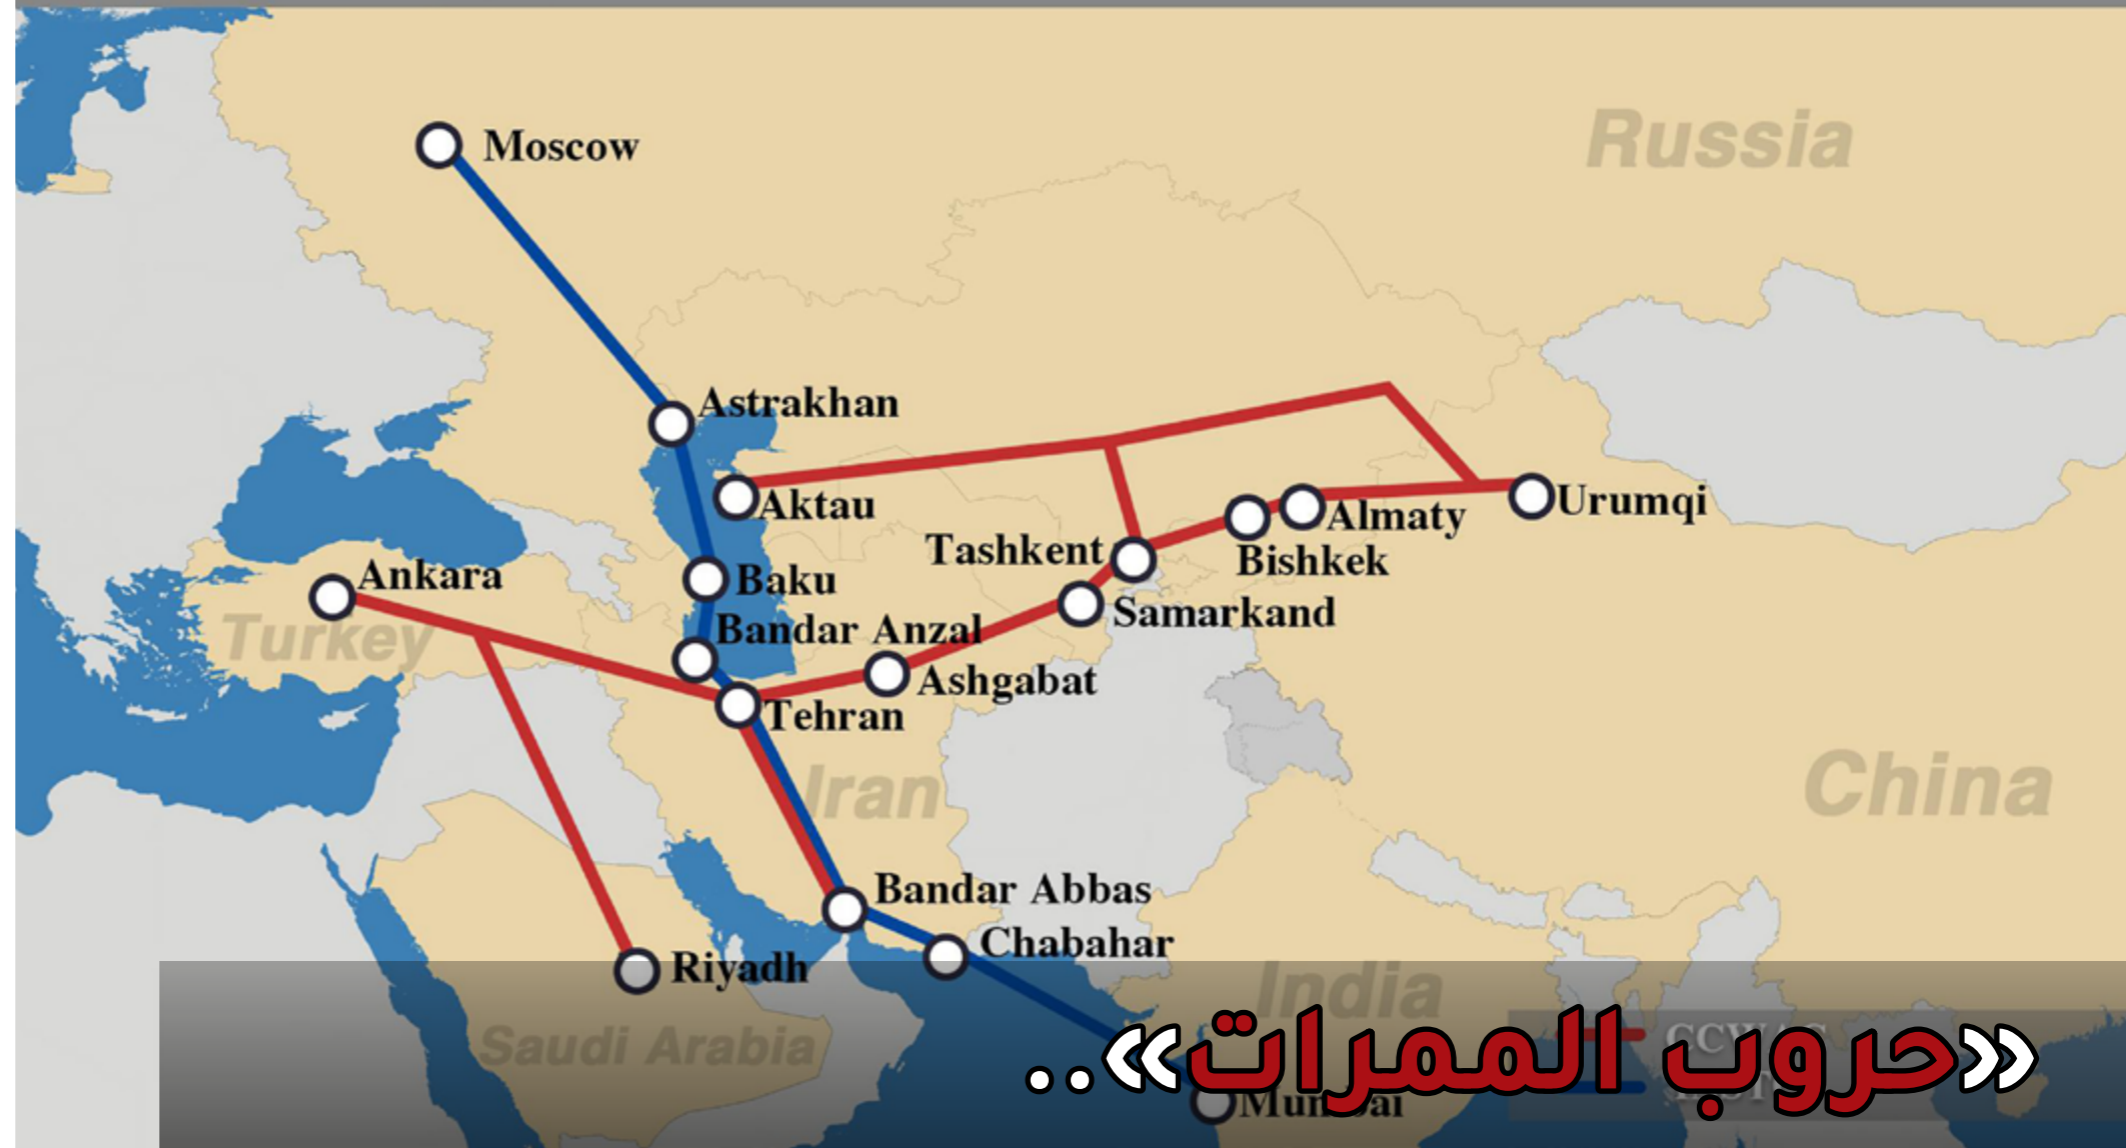 Moscow
Russia
Astrakhan
Aktau
Urumqi
Almaty
Tashkent
Bishkek
Ankara
Baku
Samarkand
Turkey
Bandar Anzal
Ashgabat
Tehran
Iran
China
Bandar Abbas
Chabahar
Riyadh
India
Saudi Arabia
«حروب الممرات»..
Mumbai